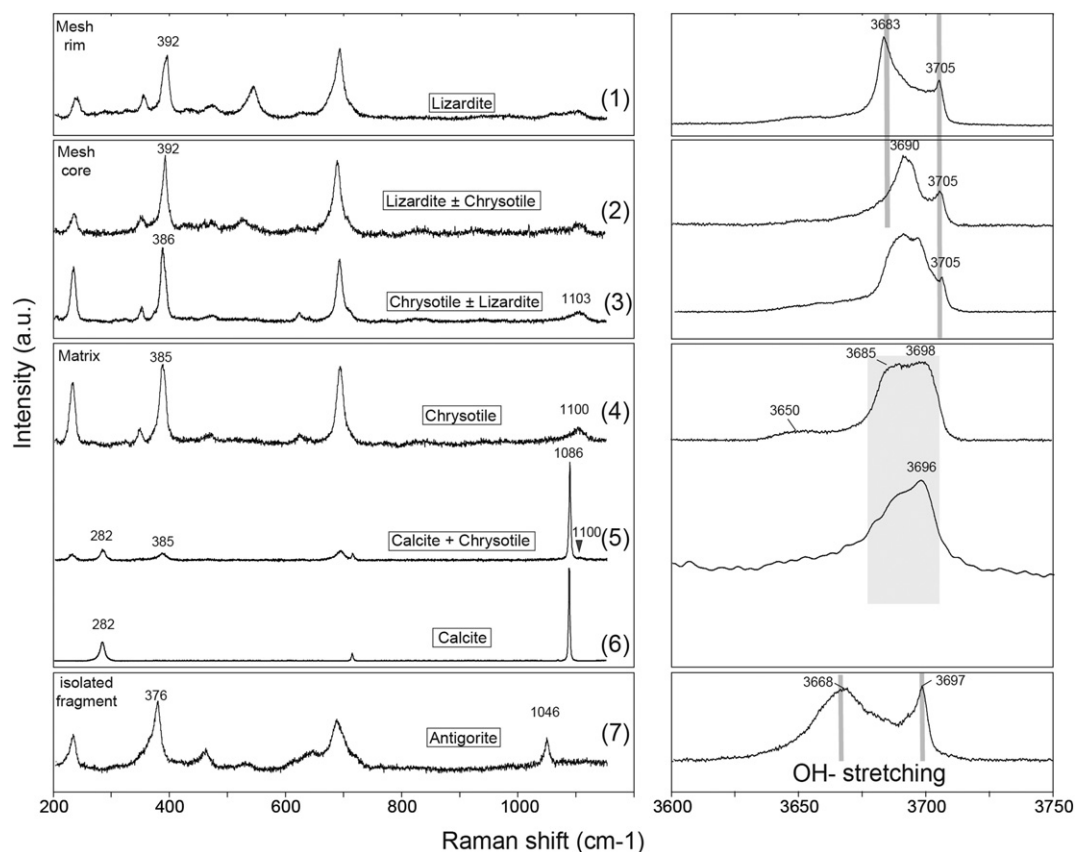 Mesh
rim
392
Lizardite
(1)
3683
3705
Mesh
core
392
Lizardite ± Chrysotile
(2)
3690
3705
386
Chrysotile ± Lizardite
1103
(3)
3705
Matrix
385
Chrysotile
1100
(4)
3685
3698
3650
282
385
Calcite + Chrysotile
1086
1100
(5)
3696
282
Calcite
(6)
isolated
fragment
376
Antigorite
1046
(7)
3668
3697
OH- stretching
200
400
600
800
1000
3600
3650
3700
3750
Intensity (a.u.)
Raman shift (cm-1)